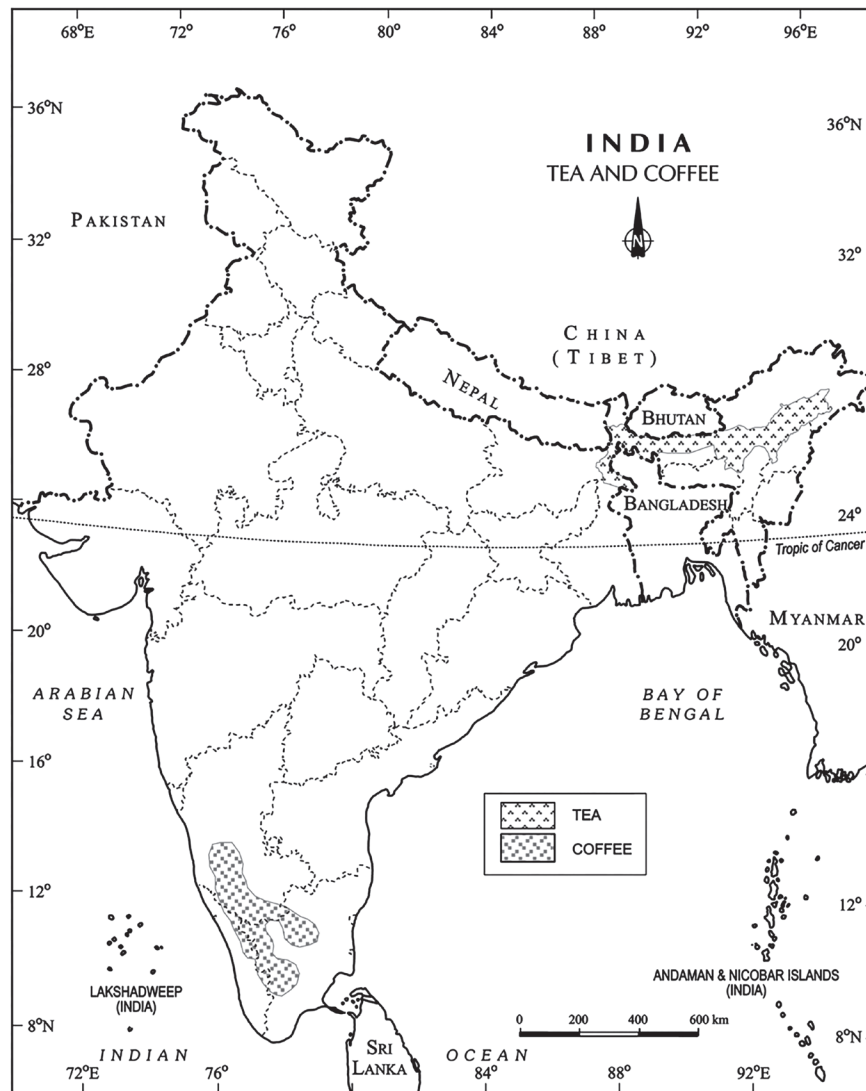 68°E 72° 76° 80° 84° 88° 92° 96°E
36°N
36°N
INDIA
TEA AND COFFEE
N
PAKISTAN
32°
32°
CHINA
(TIBET)
28°
NEPAL
BHUTAN
BANGLADESH
24°
24°
Tropic of Cancer
MYANMAR
20°
20°
ARABIAN
SEA
BAY OF
BENGAL
16°
TEA
COFFEE
12°
12°
LAKSHADWEEP
(INDIA)
ANDAMAN & NICOBAR ISLANDS
(INDIA)
0 200 400 600 km
8°N
8°N
INDIAN
OCEAN
SRI
LANKA
72°E 76° 84° 88° 92°E